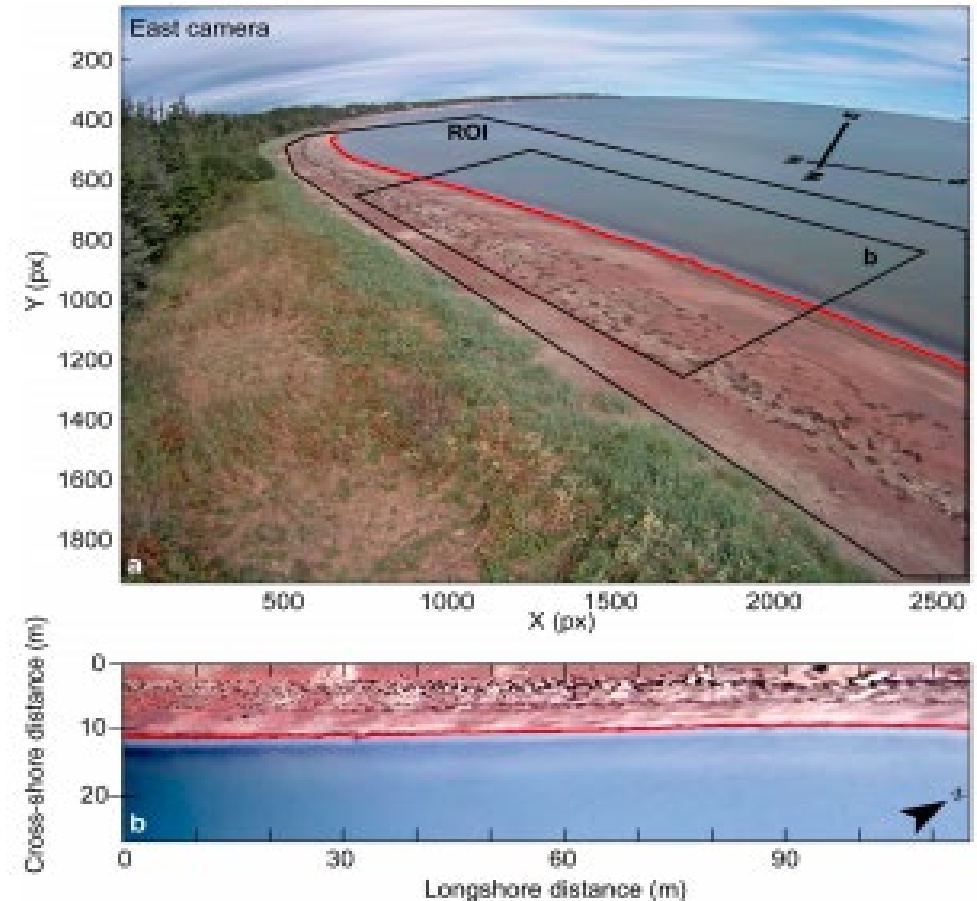 East camera
200
400
ROI
600
800
b
Y (px)
1000
1200
1400
1600
1800
a
500 1000 1500 2000 2500
X (px)
Cross-shore distance (m)
0
10
20
b
0 30 60 90
Longshore distance (m)